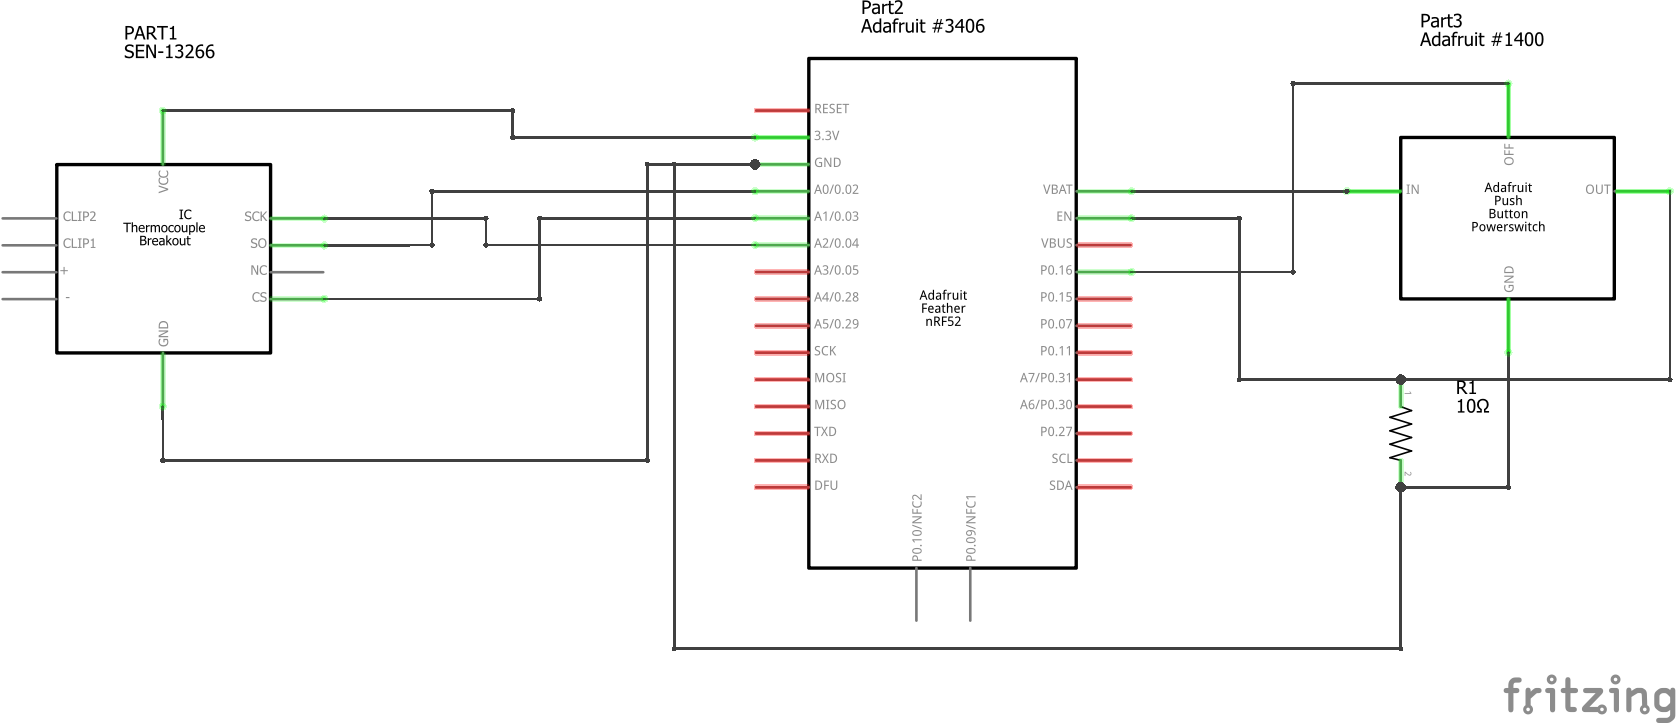 PART1
SEN-13266
Part2
Adafruit #3406
Part3
Adafruit #1400
VCC
CLIP2
CLIP1
+
-
IC
Thermocouple
Breakout
SCK
SO
NC
CS
GND
RESET
3.3V
GND
A0/0.02
A1/0.03
A2/0.04
A3/0.05
A4/0.28
A5/0.29
SCK
MOSI
MISO
TXD
RXD
DFU
Adafruit
Feather
nRF52
VBAT
EN
VBUS
P0.16
P0.15
P0.07
P0.11
A7/P0.31
A6/P0.30
P0.27
SCL
SDA
P0.10/NFC2
P0.09/NFC1
OFF
IN
Adafruit
Push
Button
Powerswitch
OUT
GND
R1
10Ω
1
2
fritzing